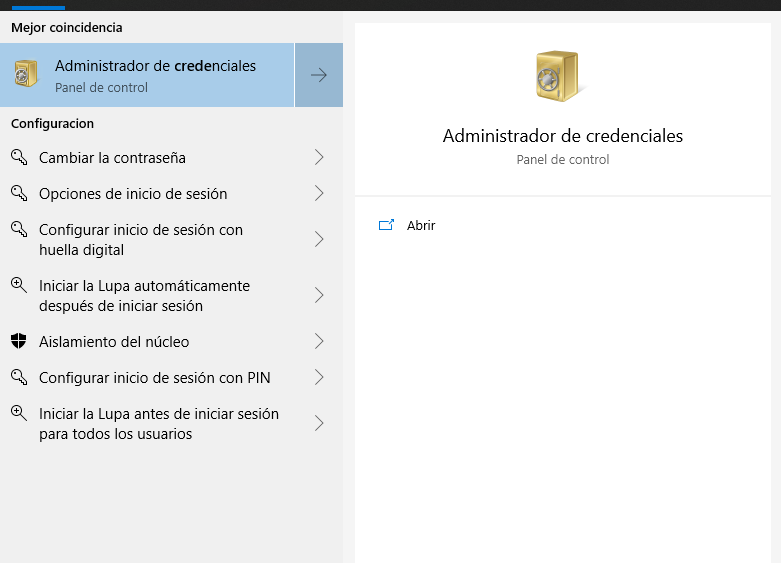 Mejor coincidencia
Administrador de credenciales
Panel de control
Configuracion
Cambiar la contraseña
Opciones de inicio de sesión
Configurar inicio de sesión con
huella digital
Iniciar la Lupa automáticamente
después de iniciar sesión
Aislamiento del núcleo
Configurar inicio de sesión con PIN
Iniciar la Lupa antes de iniciar sesión
para todos los usuarios
Administrador de credenciales
Panel de control
Abrir